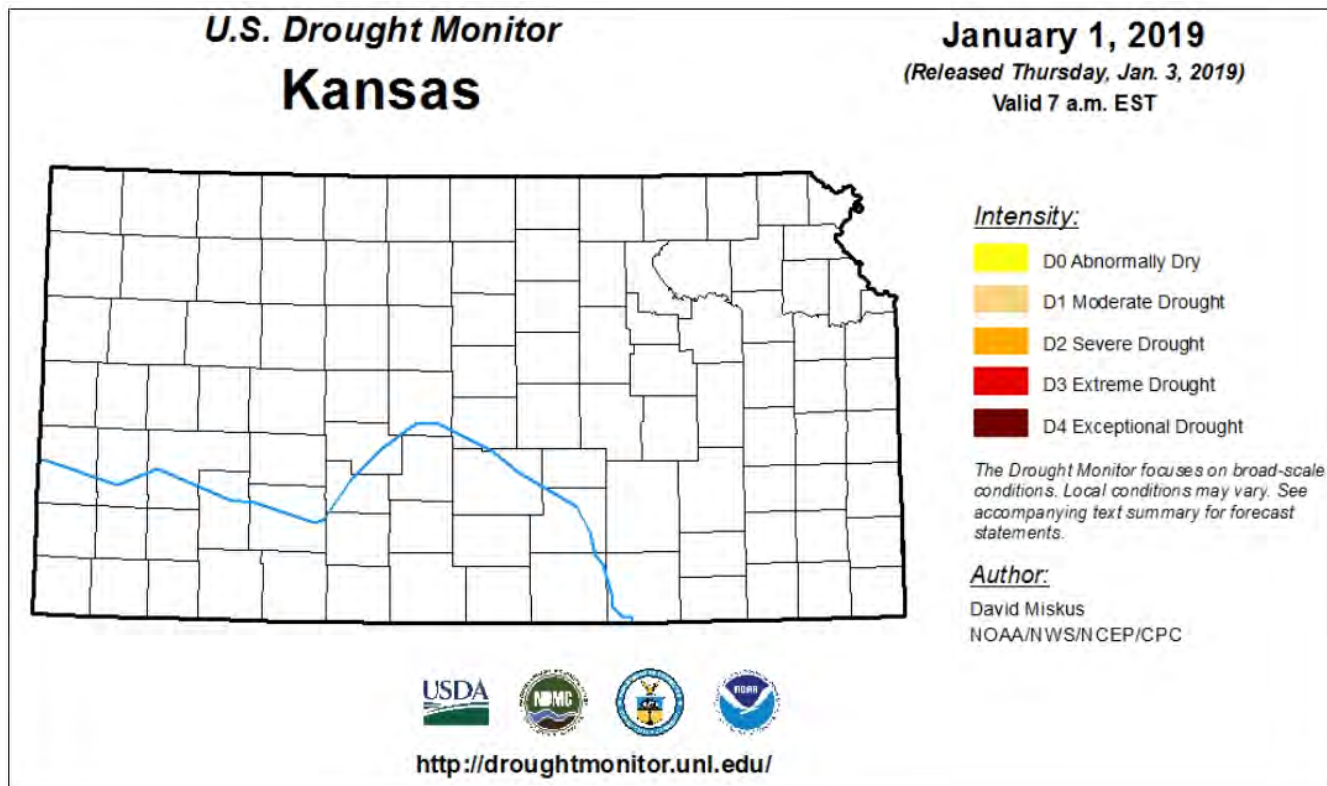 U.S. Drought Monitor
Kansas
January 1, 2019
(Released Thursday, Jan. 3, 2019)
Valid 7 a.m. EST
Intensity:
D0 Abnormally Dry
D1 Moderate Drought
D2 Severe Drought
D3 Extreme Drought
D4 Exceptional Drought
The Drought Monitor focuses on broad-scale
conditions. Local conditions may vary. See
accompanying text summary for forecast
statements.
Author:
David Miskus
NOAA/NWS/NCEP/CPC
USDA
NDMC
NOAA
http://droughtmonitor.unl.edu/